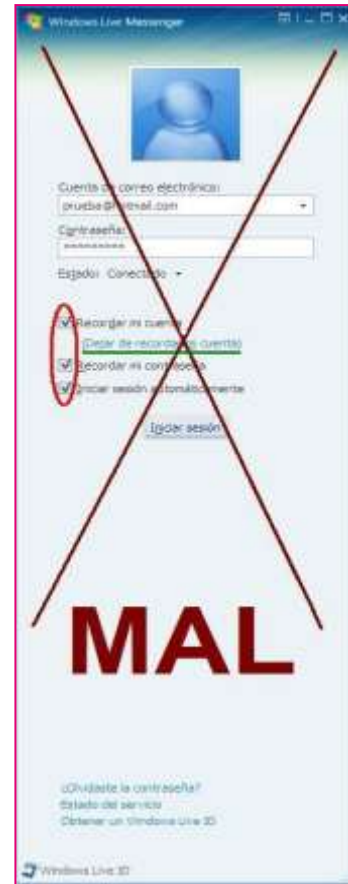 Windows Live Messenger
Cuenta de correo electrónico:
prueba@hotmail.com
Contraseña:
*********
Estado: Conectado
Recordar mi cuenta
(Dejar de recordar mi cuenta)
Recordar mi contraseña
Iniciar sesión automáticamente
Iniciar sesión
MAL
¿Olvidaste la contraseña?
Estado del servicio
Obtener un Windows Live ID
Windows Live ID